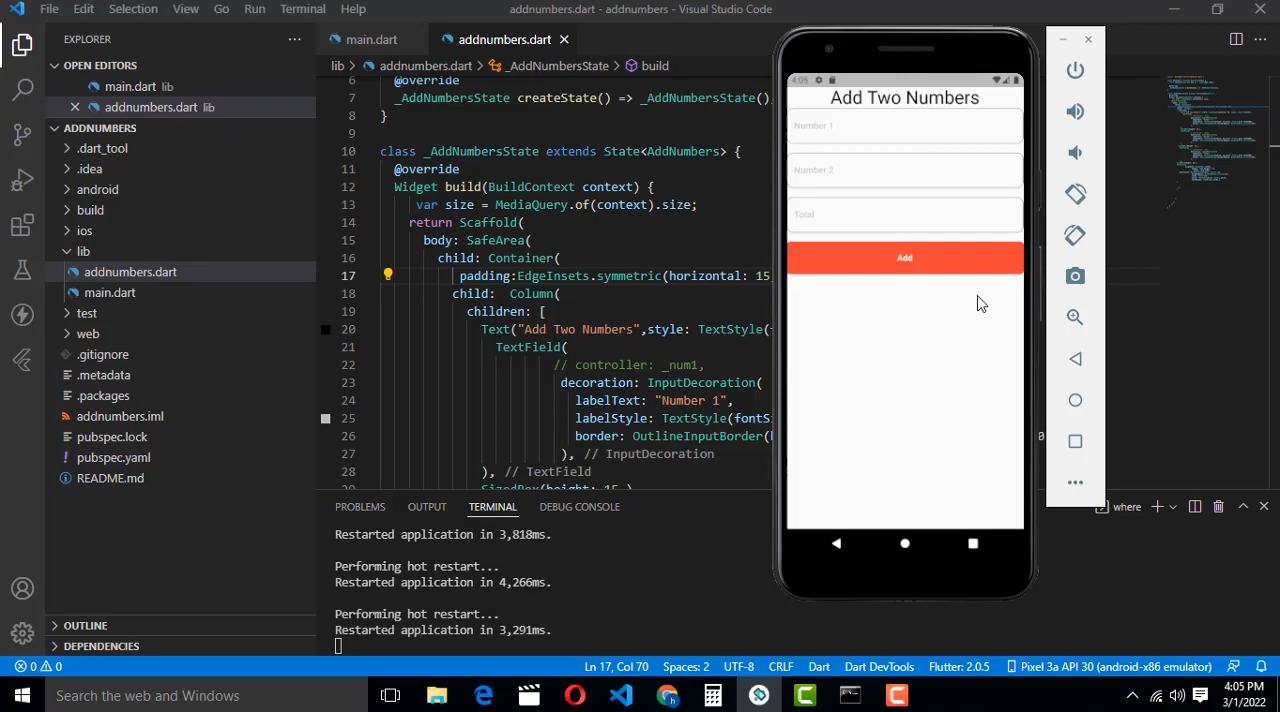 File Edit Selection View Go Run Terminal Help
addnumbers.dart - addnumbers - Visual Studio Code
EXPLORER
OPEN EDITORS
main.dart lib
addnumbers.dart lib
ADDNUMBERS
.dart_tool
.idea
android
build
ios
lib
addnumbers.dart
main.dart
test
web
.gitignore
.metadata
.packages
addnumbers.iml
pubspec.lock
pubspec.yaml
README.md
OUTLINE
DEPENDENCIES
main.dart
addnumbers.dart
lib > addnumbers.dart > _AddNumbersState > build
6 @override
7 _AddNumbersState createState() => _AddNumbersState()
8 }
9
10 class _AddNumbersState extends State<AddNumbers> {
11 @override
12 Widget build(BuildContext context) {
13 var size = MediaQuery.of(context).size;
14 return Scaffold(
15 body: SafeArea(
16 child: Container(
17 padding:EdgeInsets.symmetric(horizontal: 15
18 child: Column(
19 children: [
20 Text("Add Two Numbers",style: TextStyle(
21 TextField(
22 // controller: _num1,
23 decoration: InputDecoration(
24 labelText: "Number 1",
25 labelStyle: TextStyle(fontSi
26 border: OutlineInputBorder(
27 ), // InputDecoration
28 ), // TextField
29 SizedBox(height: 15,)
PROBLEMS OUTPUT TERMINAL DEBUG CONSOLE
where
Restarted application in 3,818ms.
Performing hot restart...
Restarted application in 4,266ms.
Performing hot restart...
Restarted application in 3,291ms.
4:05
Add Two Numbers
Number 1
Number 2
Total
Add
0 0
Ln 17, Col 70 Spaces: 2 UTF-8 CRLF Dart Dart DevTools Flutter: 2.0.5 Pixel 3a API 30 (android-x86 emulator)
Search the web and Windows
4:05 PM
3/1/2022